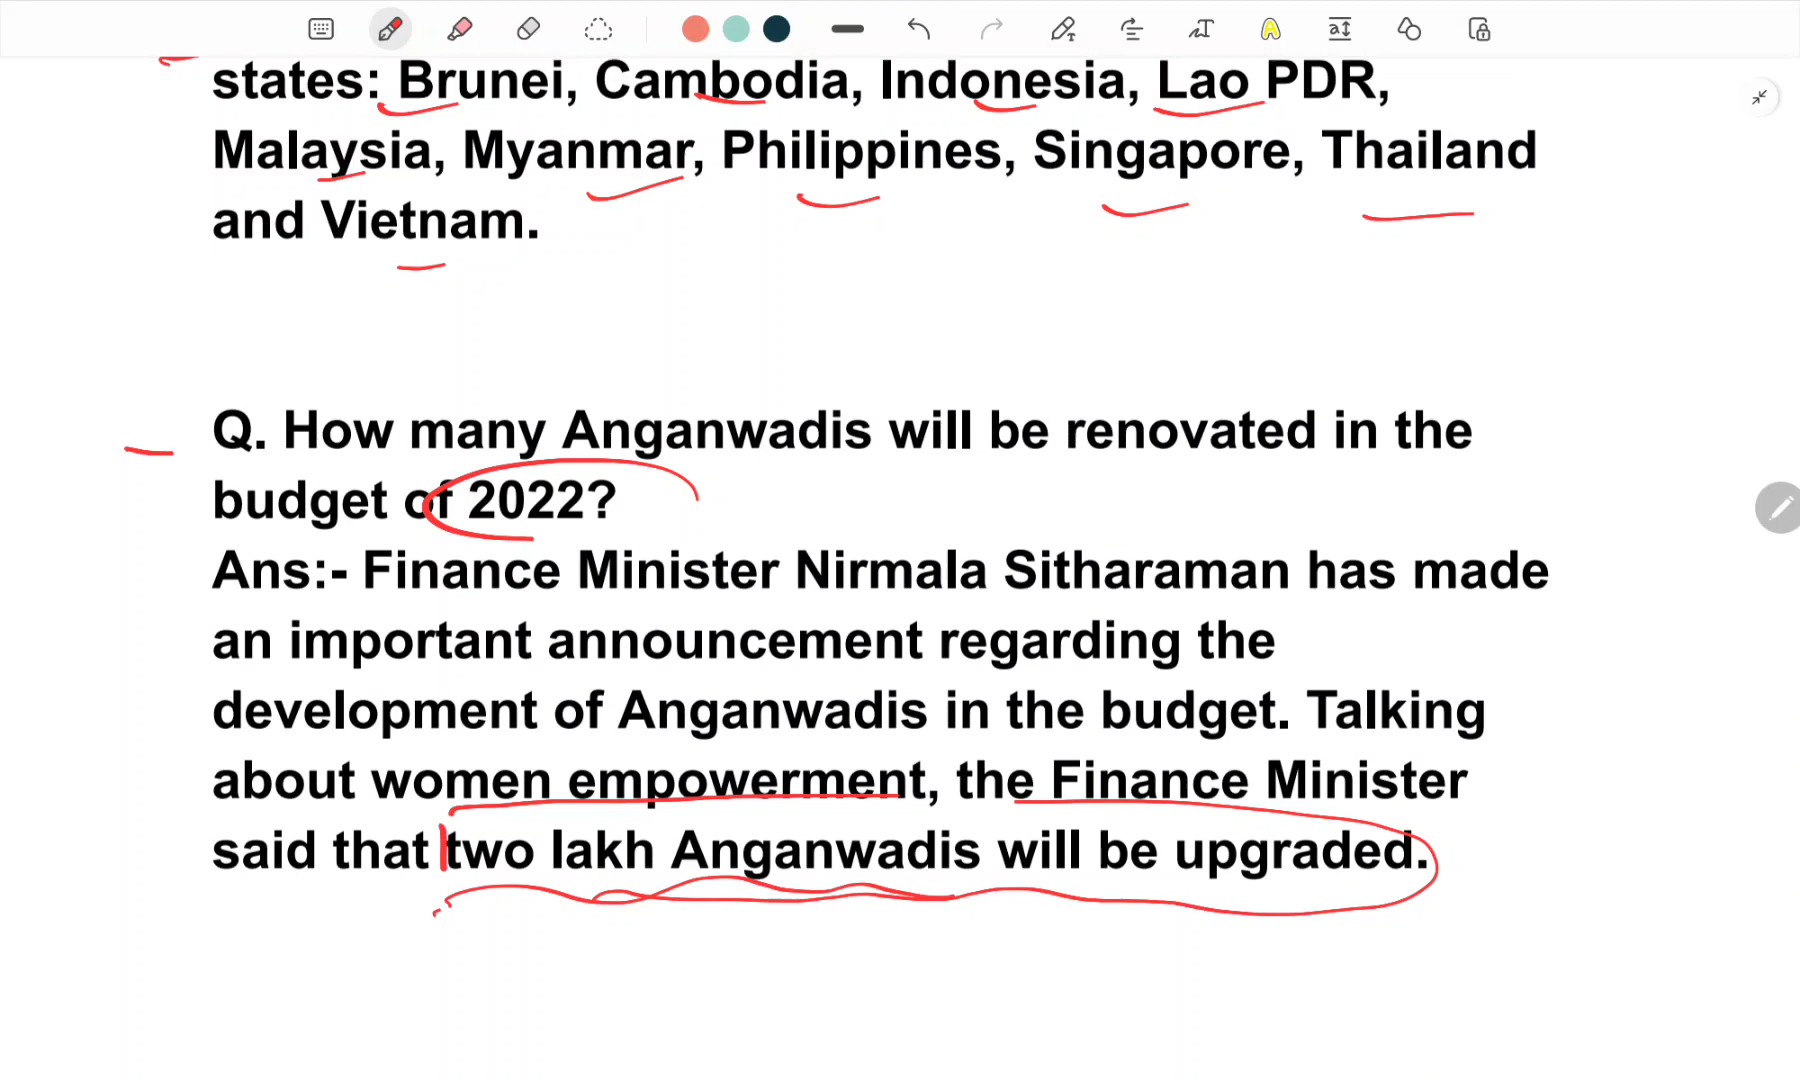 states: Brunei, Cambodia, Indonesia, Lao PDR,
Malaysia, Myanmar, Philippines, Singapore, Thailand
and Vietnam.
Q. How many Anganwadis will be renovated in the
budget of 2022?
Ans:- Finance Minister Nirmala Sitharaman has made
an important announcement regarding the
development of Anganwadis in the budget. Talking
about women empowerment, the Finance Minister
said that two lakh Anganwadis will be upgraded.